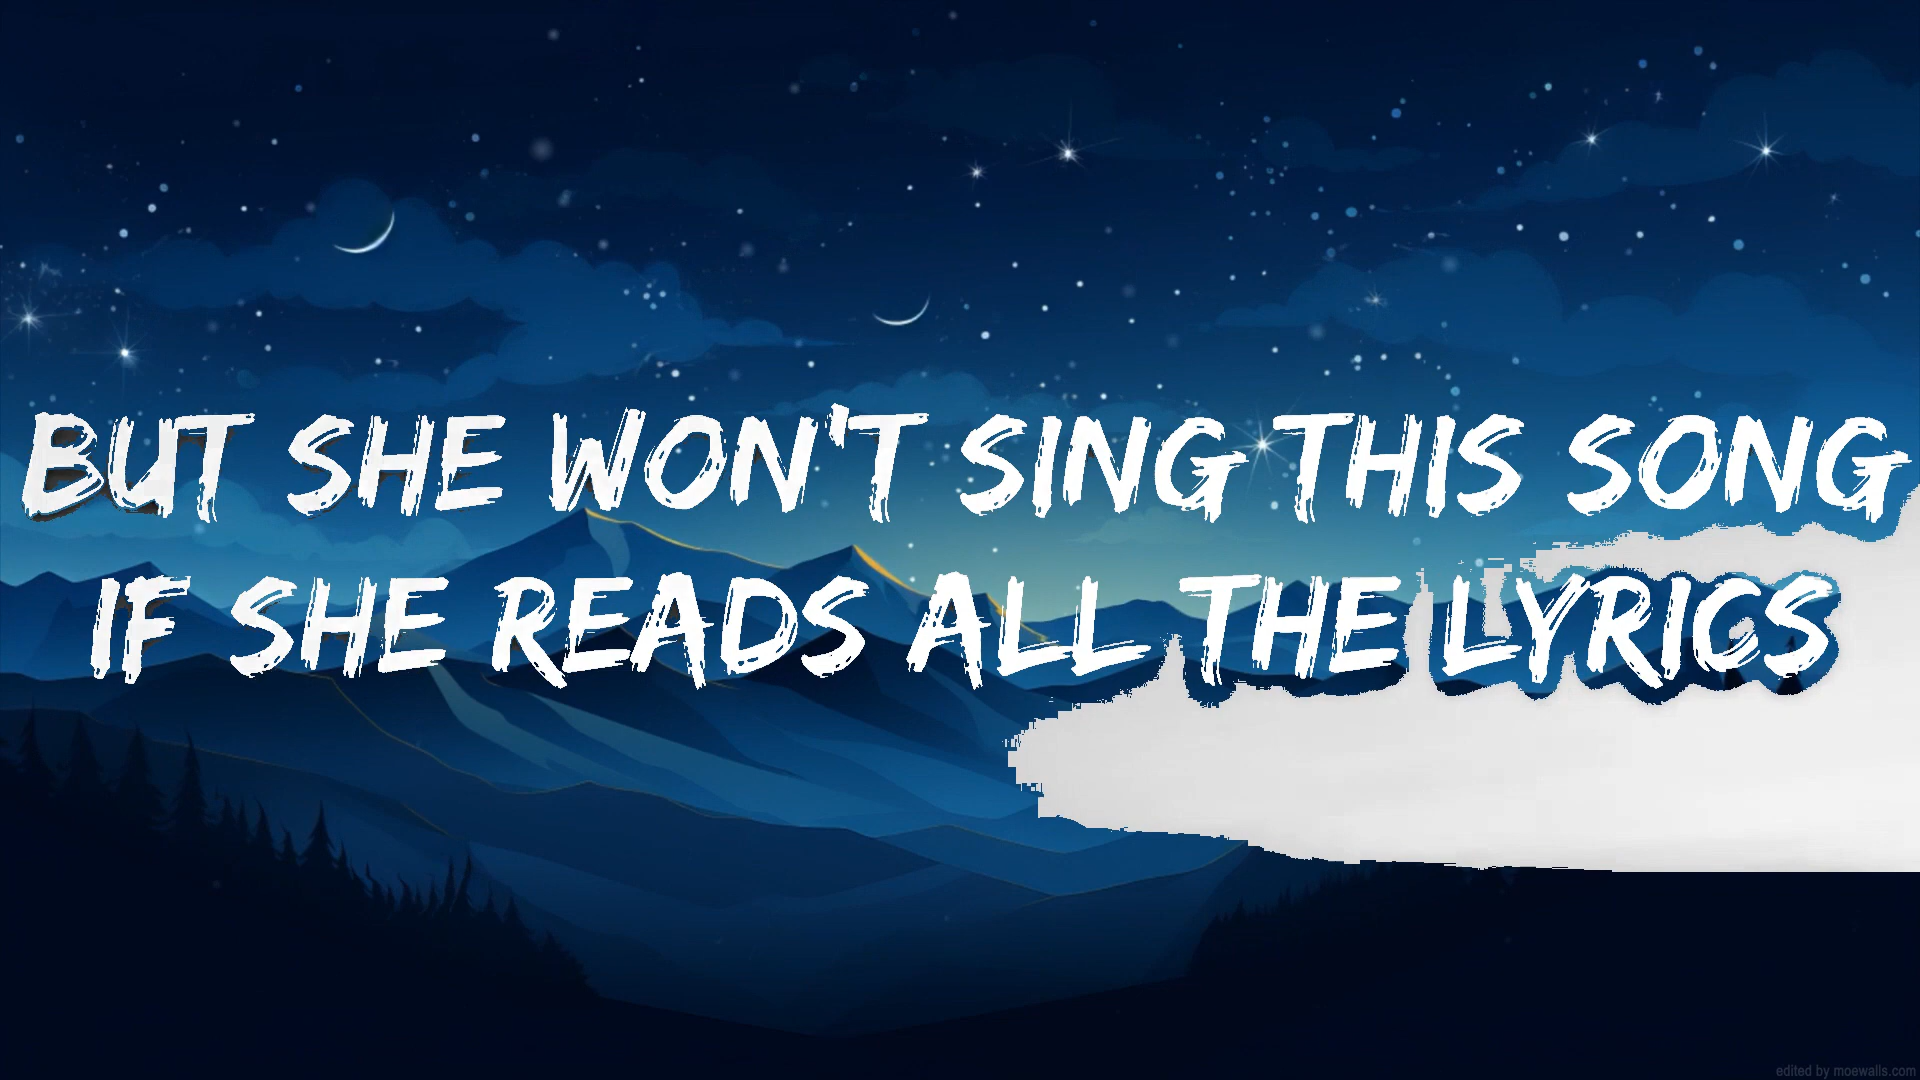 BUT SHE WON'T SING THIS SONG
IF SHE READS ALL THE LYRICS
edited by moewalls.com